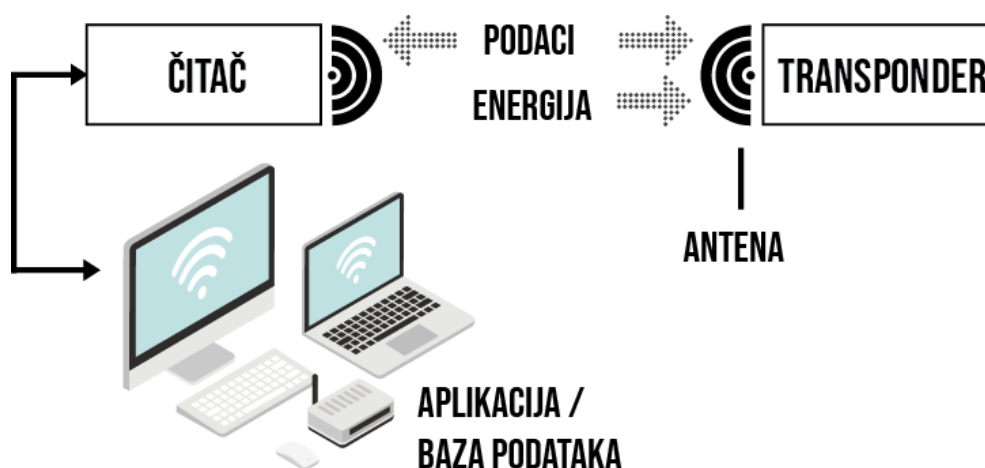 ČITAČ
PODACI
ENERGIJA
TRANSPONDER
ANTENA
APLIKACIJA /
BAZA PODATAKA